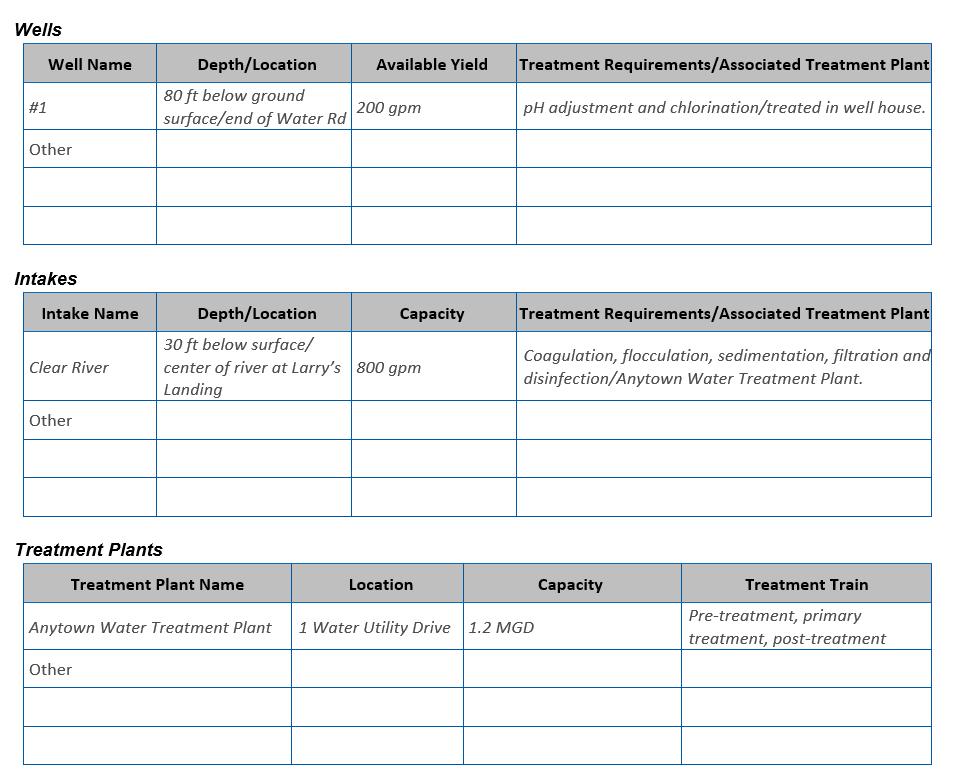 Wells
Well Name Depth/Location Available Yield Treatment Requirements/Associated Treatment Plant
#1 80 ft below ground surface/end of Water Rd 200 gpm pH adjustment and chlorination/treated in well house.
Other
Intakes
Intake Name Depth/Location Capacity Treatment Requirements/Associated Treatment Plant
Clear River
30 ft below surface/
center of river at Larry’s
Landing
800 gpm
Coagulation, flocculation, sedimentation, filtration and
disinfection/Anytown Water Treatment Plant.
Other
Treatment Plants
Treatment Plant Name Location Capacity Treatment Train
Anytown Water Treatment Plant 1 Water Utility Drive 1.2 MGD
Pre-treatment, primary
treatment, post-treatment
Other